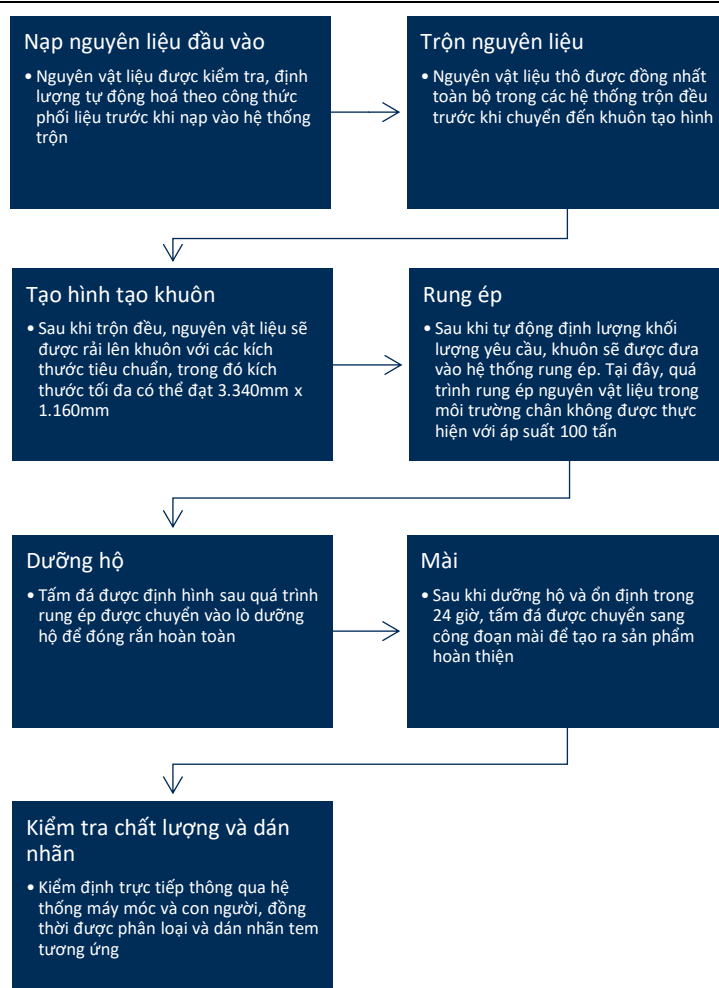 Nạp nguyên liệu đầu vào
• Nguyên vật liệu được kiểm tra, định
lượng tự động hoá theo công thức
phối liệu trước khi nạp vào hệ thống
trộn
Trộn nguyên liệu
• Nguyên vật liệu thô được đồng nhất
toàn bộ trong các hệ thống trộn đều
trước khi chuyển đến khuôn tạo hình
Tạo hình tạo khuôn
• Sau khi trộn đều, nguyên vật liệu sẽ
được rải lên khuôn với các kích
thước tiêu chuẩn, trong đó kích
thước tối đa có thể đạt 3.340mm x
1.160mm
Rung ép
• Sau khi tự động định lượng khối
lượng yêu cầu, khuôn sẽ được đưa
vào hệ thống rung ép. Tại đây, quá
trình rung ép nguyên vật liệu trong
môi trường chân không được thực
hiện với áp suất 100 tấn
Dưỡng hộ
• Tấm đá được định hình sau quá trình
rung ép được chuyển vào lò dưỡng
hộ để đóng rắn hoàn toàn
Mài
• Sau khi dưỡng hộ và ổn định trong
24 giờ, tấm đá được chuyển sang
công đoạn mài để tạo ra sản phẩm
hoàn thiện
Kiểm tra chất lượng và dán
nhãn
• Kiểm định trực tiếp thông qua hệ
thống máy móc và con người, đồng
thời được phân loại và dán nhãn tem
tương ứng